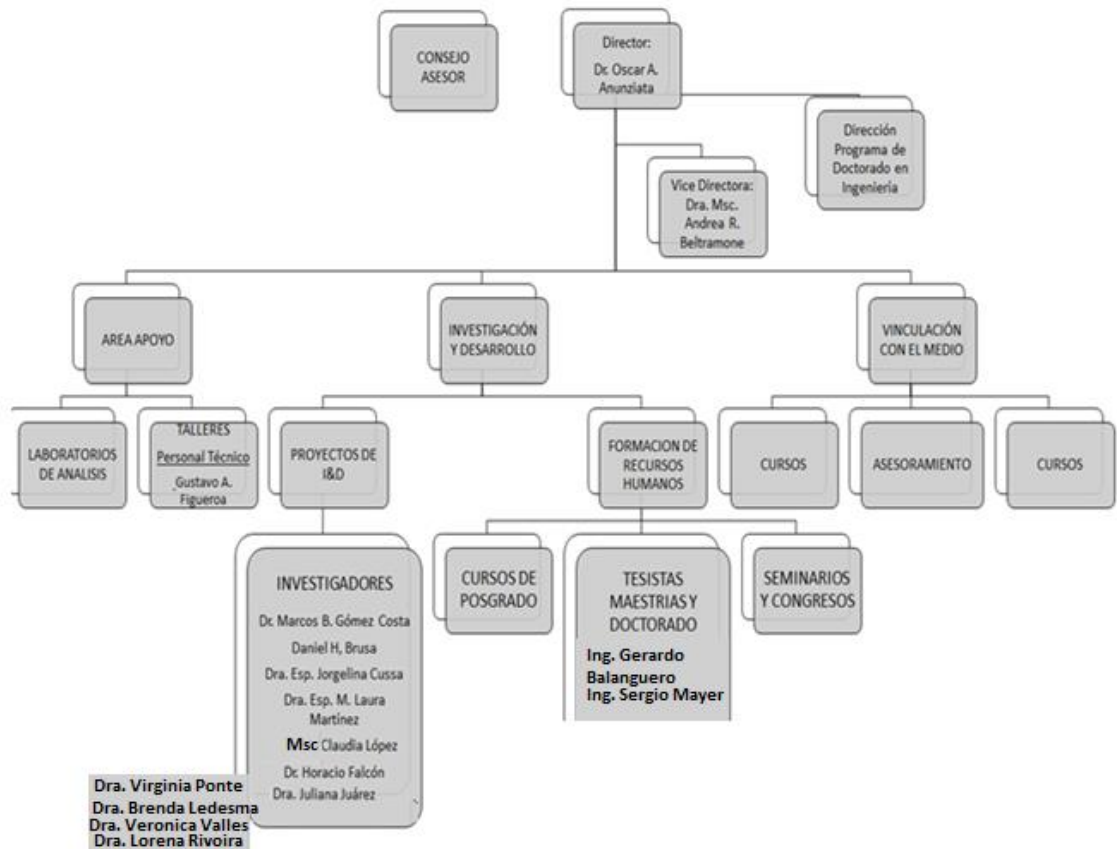 CONSEJO
ASESOR
Director:
Dr. Oscar A.
Anunziata
Dirección
Programa de
Doctorado en
Ingeniería
Vice Directora:
Dra. Msc.
Andrea R.
Beltramone
AREA APOYO
INVESTIGACIÓN
Y DESARROLLO
VINCULACIÓN
CON EL MEDIO
LABORATORIOS
DE ANALISIS
TALLERES
Personal Técnico
Gustavo A.
Figueroa
PROYECTOS DE
I&D
FORMACION DE
RECURSOS
HUMANOS
CURSOS
ASESORAMIENTO
CURSOS
INVESTIGADORES
Dr. Marcos B. Gómez Costa
Daniel H, Brusa
Dra. Esp. Jorgelina Cussa
Dra. Esp. M. Laura
Martínez
Msc Claudia López
Dr. Horacio Falcón
Dra. Juliana Juárez
Dra. Virginia Ponte
Dra. Brenda Ledesma
Dra. Veronica Valles
Dra. Lorena Rivoira
CURSOS DE
POSGRADO
TESISTAS
MAESTRIAS Y
DOCTORADO
Ing. Gerardo
Balanguero
Ing. Sergio Mayer
SEMINARIOS
Y CONGRESOS